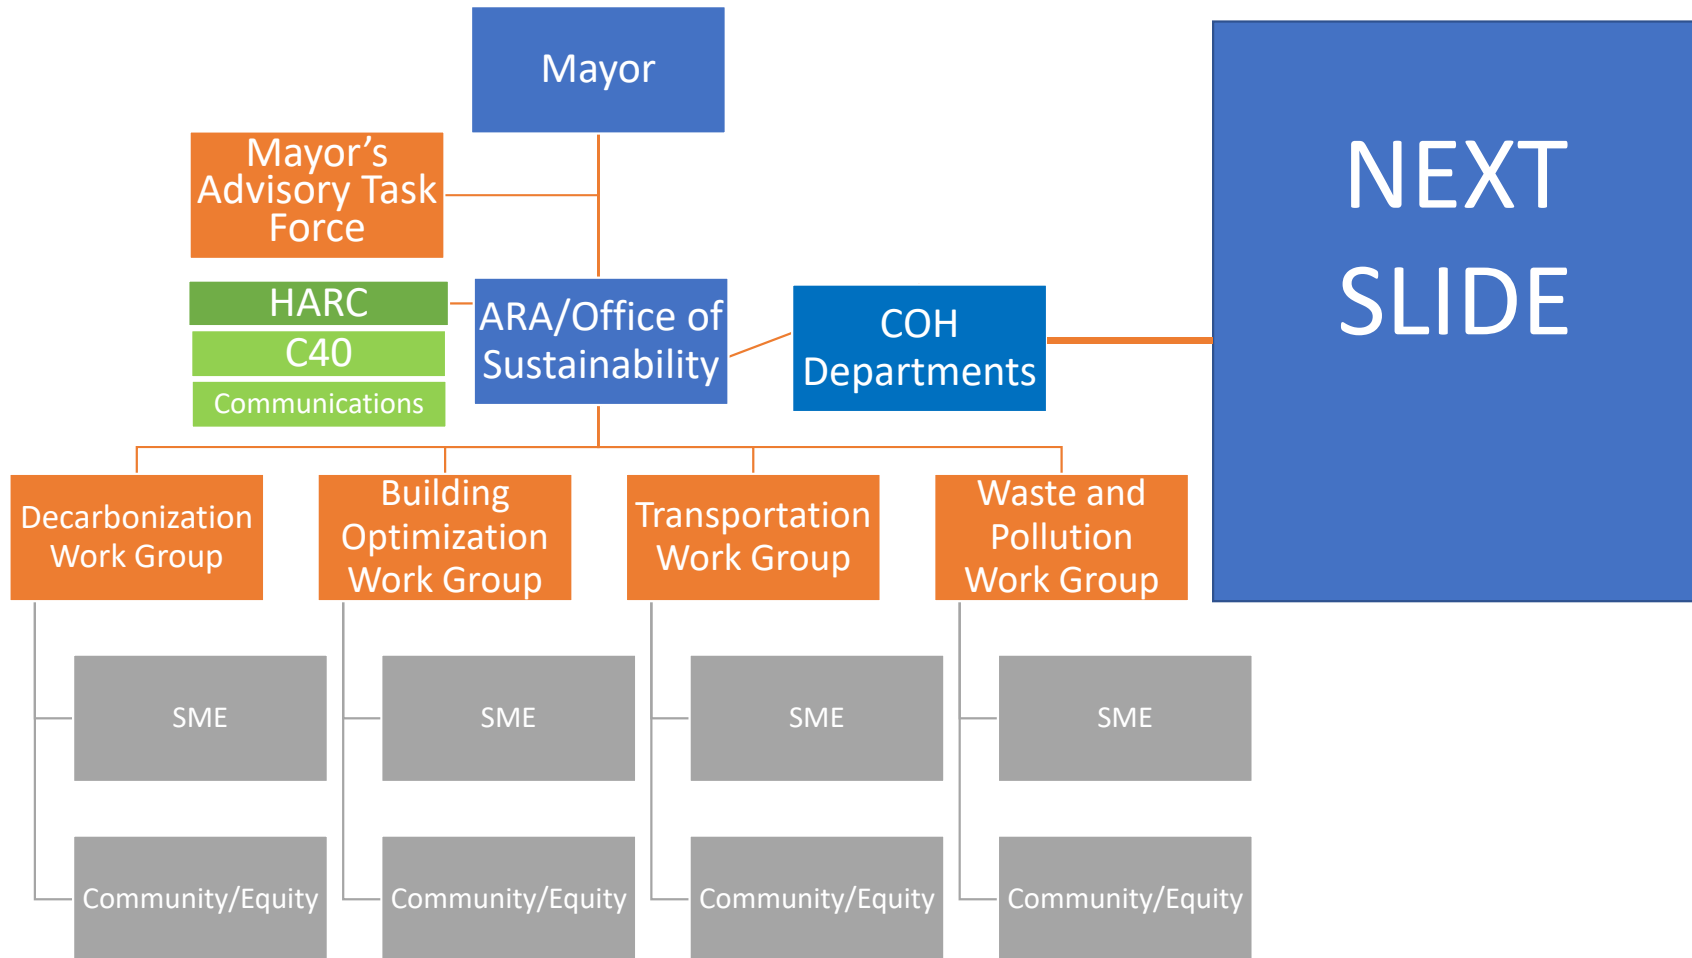 Mayor
Mayor’s
Advisory Task
Force
HARC
C40
Communications
ARA/Office of
Sustainability
COH
Departments
NEXT
SLIDE
Decarbonization
Work Group
Building
Optimization
Work Group
Transportation
Work Group
Waste and
Pollution
Work Group
SME
SME
SME
SME
Community/Equity
Community/Equity
Community/Equity
Community/Equity